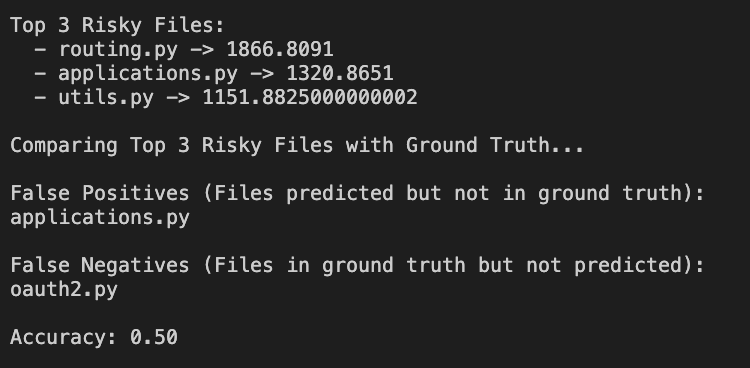 Top 3 Risky Files:
- routing.py -> 1866.8091
- applications.py -> 1320.8651
- utils.py -> 1151.8825000000002
Comparing Top 3 Risky Files with Ground Truth...
False Positives (Files predicted but not in ground truth):
applications.py
False Negatives (Files in ground truth but not predicted):
oauth2.py
Accuracy: 0.50